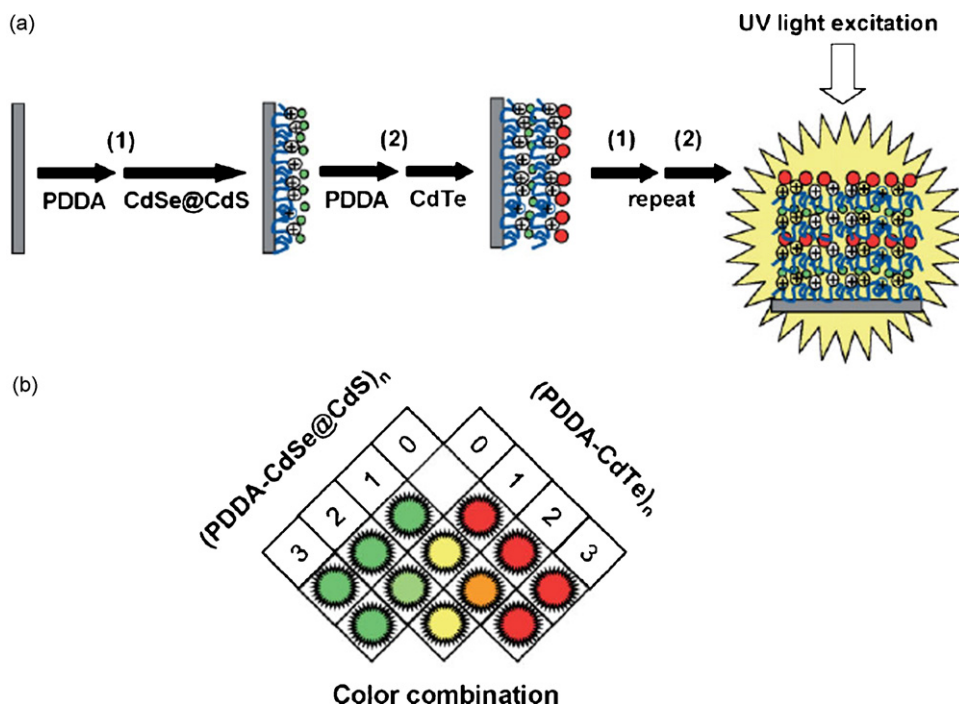 (a)
UV light excitation
(1)
PDDA CdSe@CdS
(2)
PDDA CdTe
(1) (2)
repeat
+
(b)
(PDDA-CdSe@CdS)n
(PDDA-CdTe)n
0 0
1 1
2 2
3 3
Color combination